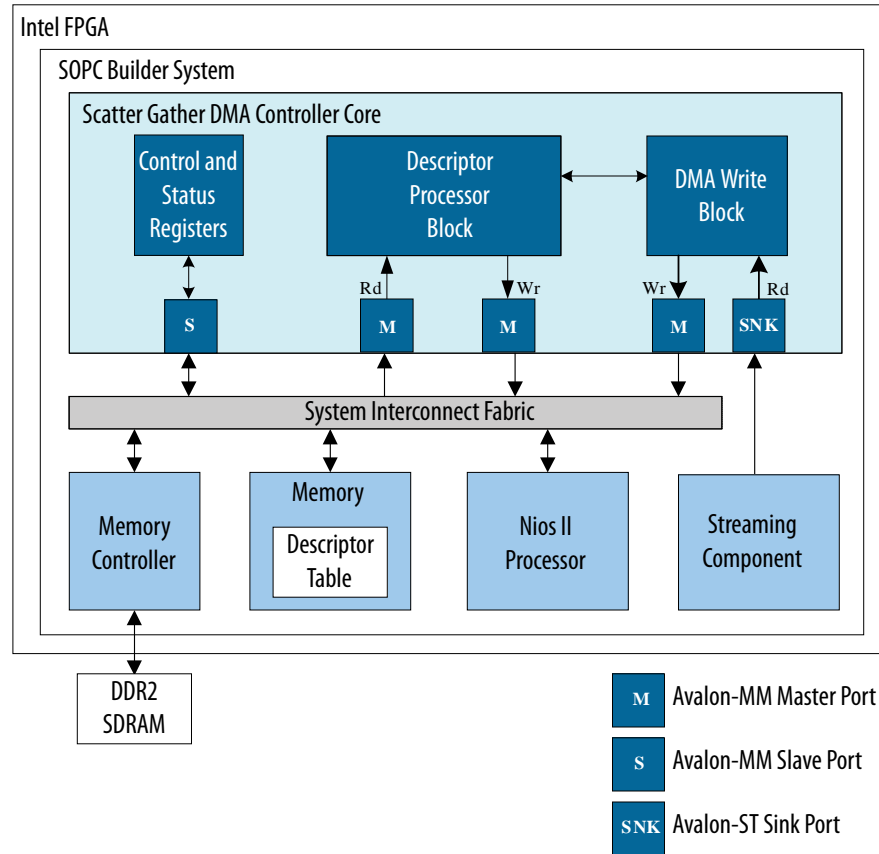 Intel FPGA
SOPC Builder System
Scatter Gather DMA Controller Core
Control and
Status
Registers
Descriptor
Processor
Block
DMA Write
Block
Rd
Wr
Wr
Rd
S
M
M
M
SNK
System Interconnect Fabric
Memory
Controller
Memory
Descriptor
Table
Nios II
Processor
Streaming
Component
DDR2
SDRAM
M Avalon-MM Master Port
S Avalon-MM Slave Port
SNK Avalon-ST Sink Port